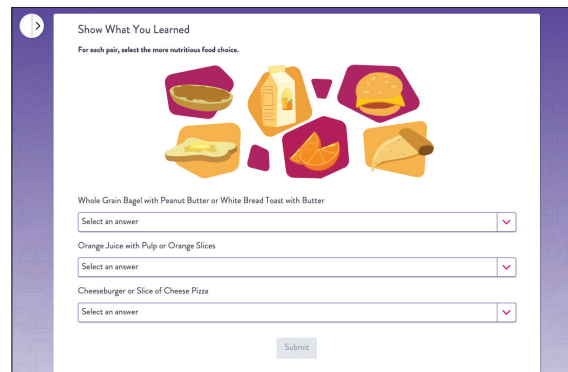 Show What You Learned
For each pair, select the more nutritious food choice.
Whole Grain Bagel with Peanut Butter or White Bread Toast with Butter
Select an answer
Orange Juice with Pulp or Orange Slices
Select an answer
Cheeseburger or Slice of Cheese Pizza
Select an answer
Submit